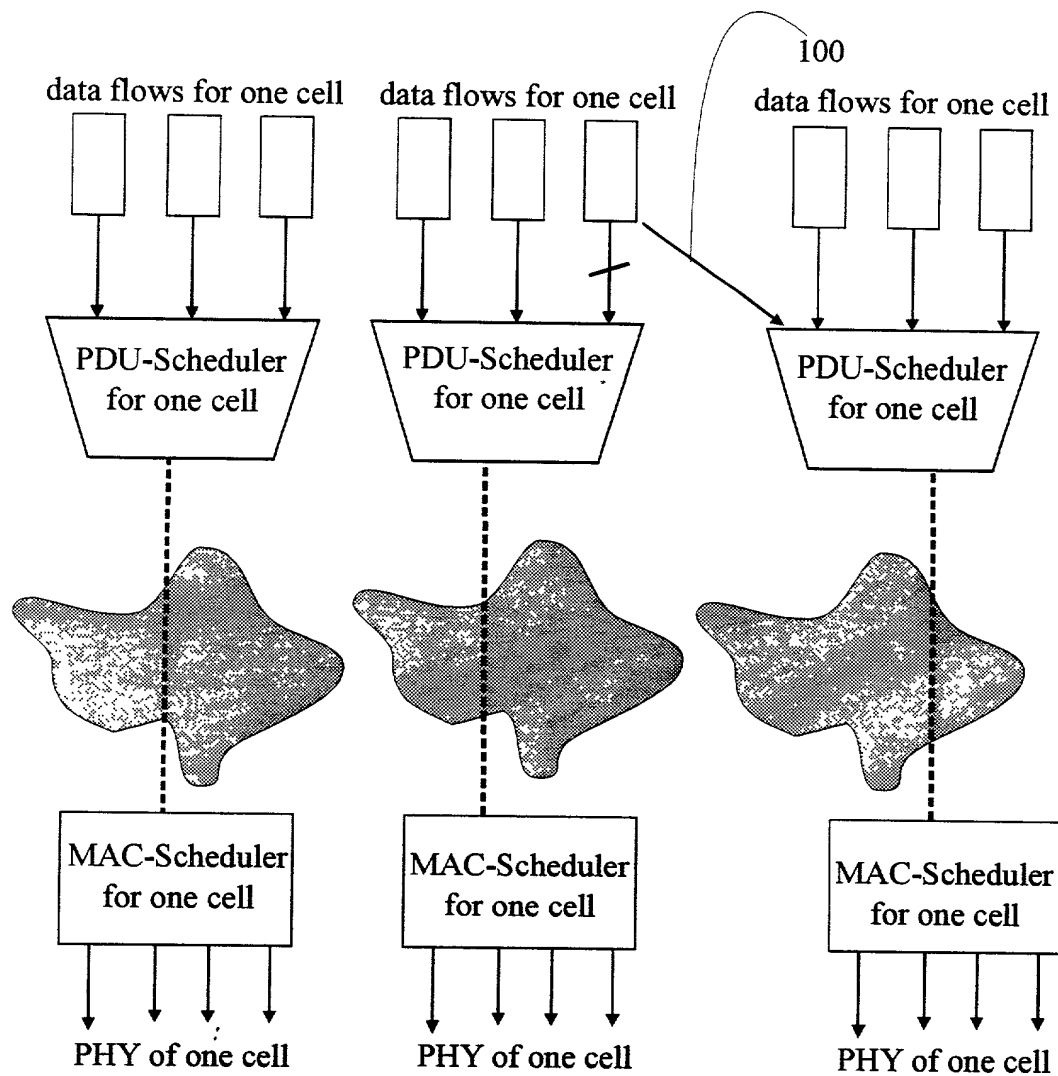 100
data flows for one cell
data flows for one cell
data flows for one cell
PDU-Scheduler
for one cell
PDU-Scheduler
for one cell
PDU-Scheduler
for one cell
MAC-Scheduler
for one cell
MAC-Scheduler
for one cell
MAC-Scheduler
for one cell
PHY of one cell
PHY of one cell
PHY of one cell